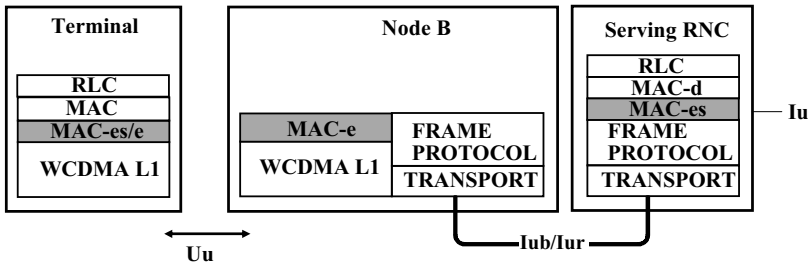 Terminal
RLC
MAC
MAC-es/e
WCDMA L1
Node B
MAC-e
WCDMA L1
FRAME
PROTOCOL
TRANSPORT
Serving RNC
RLC
MAC-d
MAC-es
FRAME
PROTOCOL
TRANSPORT
Iu
Uu
Iub/Iur